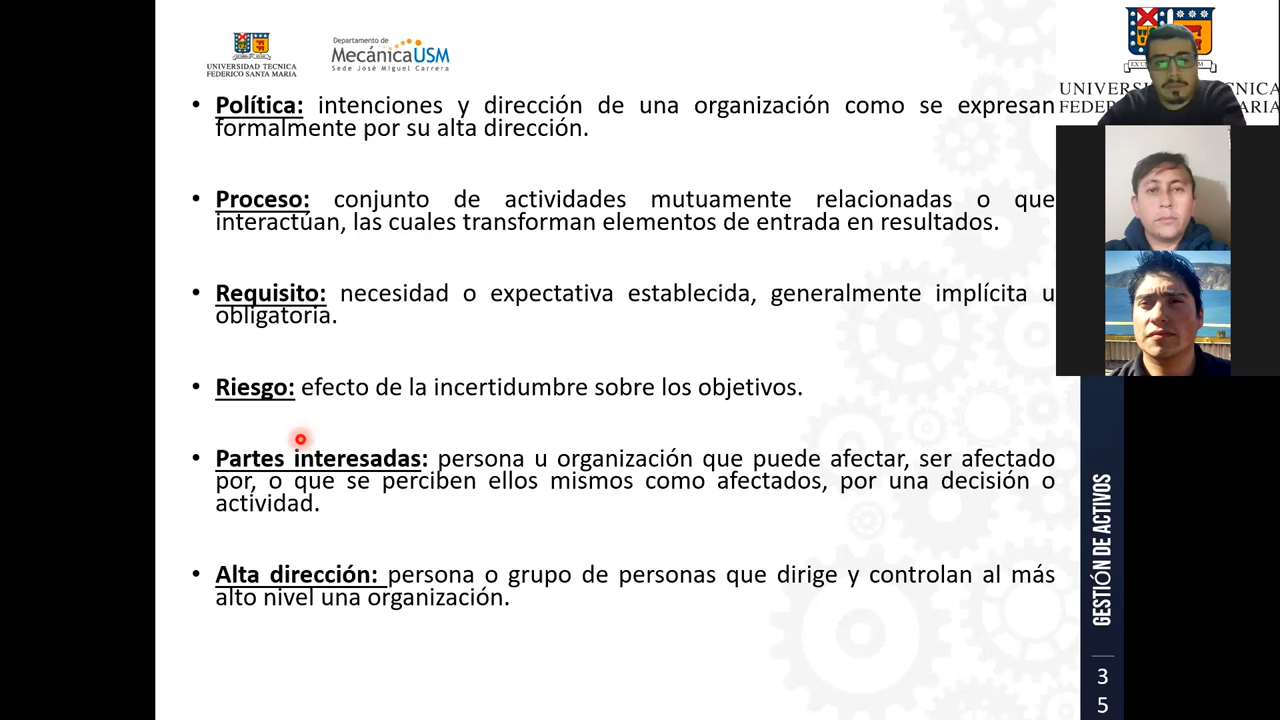 UNIVERSIDAD TECNICA
FEDERICO SANTA MARIA
Departamento de
MecánicaUSM
Sede José Miguel Carrera
• Política: intenciones y dirección de una organización como se expresan
formalmente por su alta dirección.
• Proceso: conjunto de actividades mutuamente relacionadas o que
interactúan, las cuales transforman elementos de entrada en resultados.
• Requisito: necesidad o expectativa establecida, generalmente implícita u
obligatoria.
• Riesgo: efecto de la incertidumbre sobre los objetivos.
• Partes interesadas: persona u organización que puede afectar, ser afectado
por, o que se perciben ellos mismos como afectados, por una decisión o
actividad.
• Alta dirección: persona o grupo de personas que dirige y controlan al más
alto nivel una organización.
GESTIÓN DE ACTIVOS
3
5